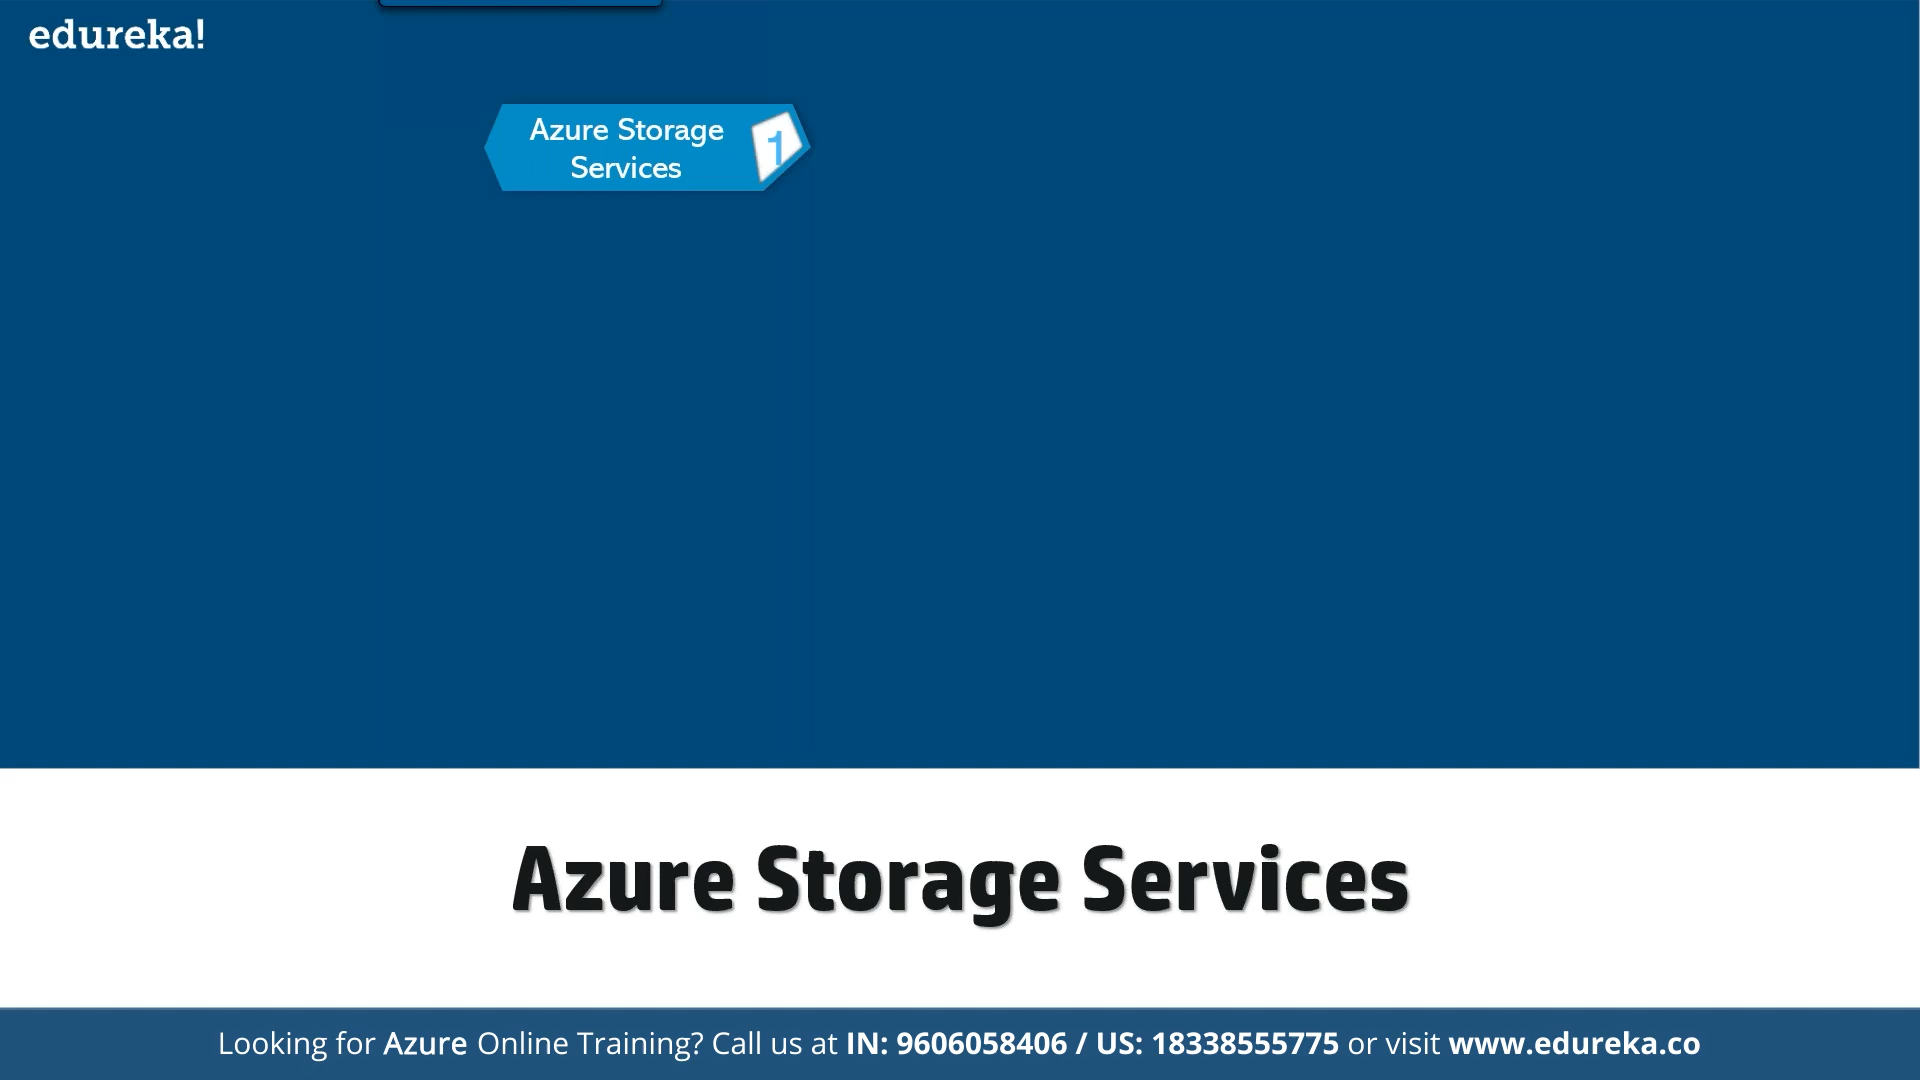 edureka!
Azure Storage
Services
1
Azure Storage Services
Looking for Azure Online Training? Call us at IN: 9606058406 / US: 18338555775 or visit www.edureka.co